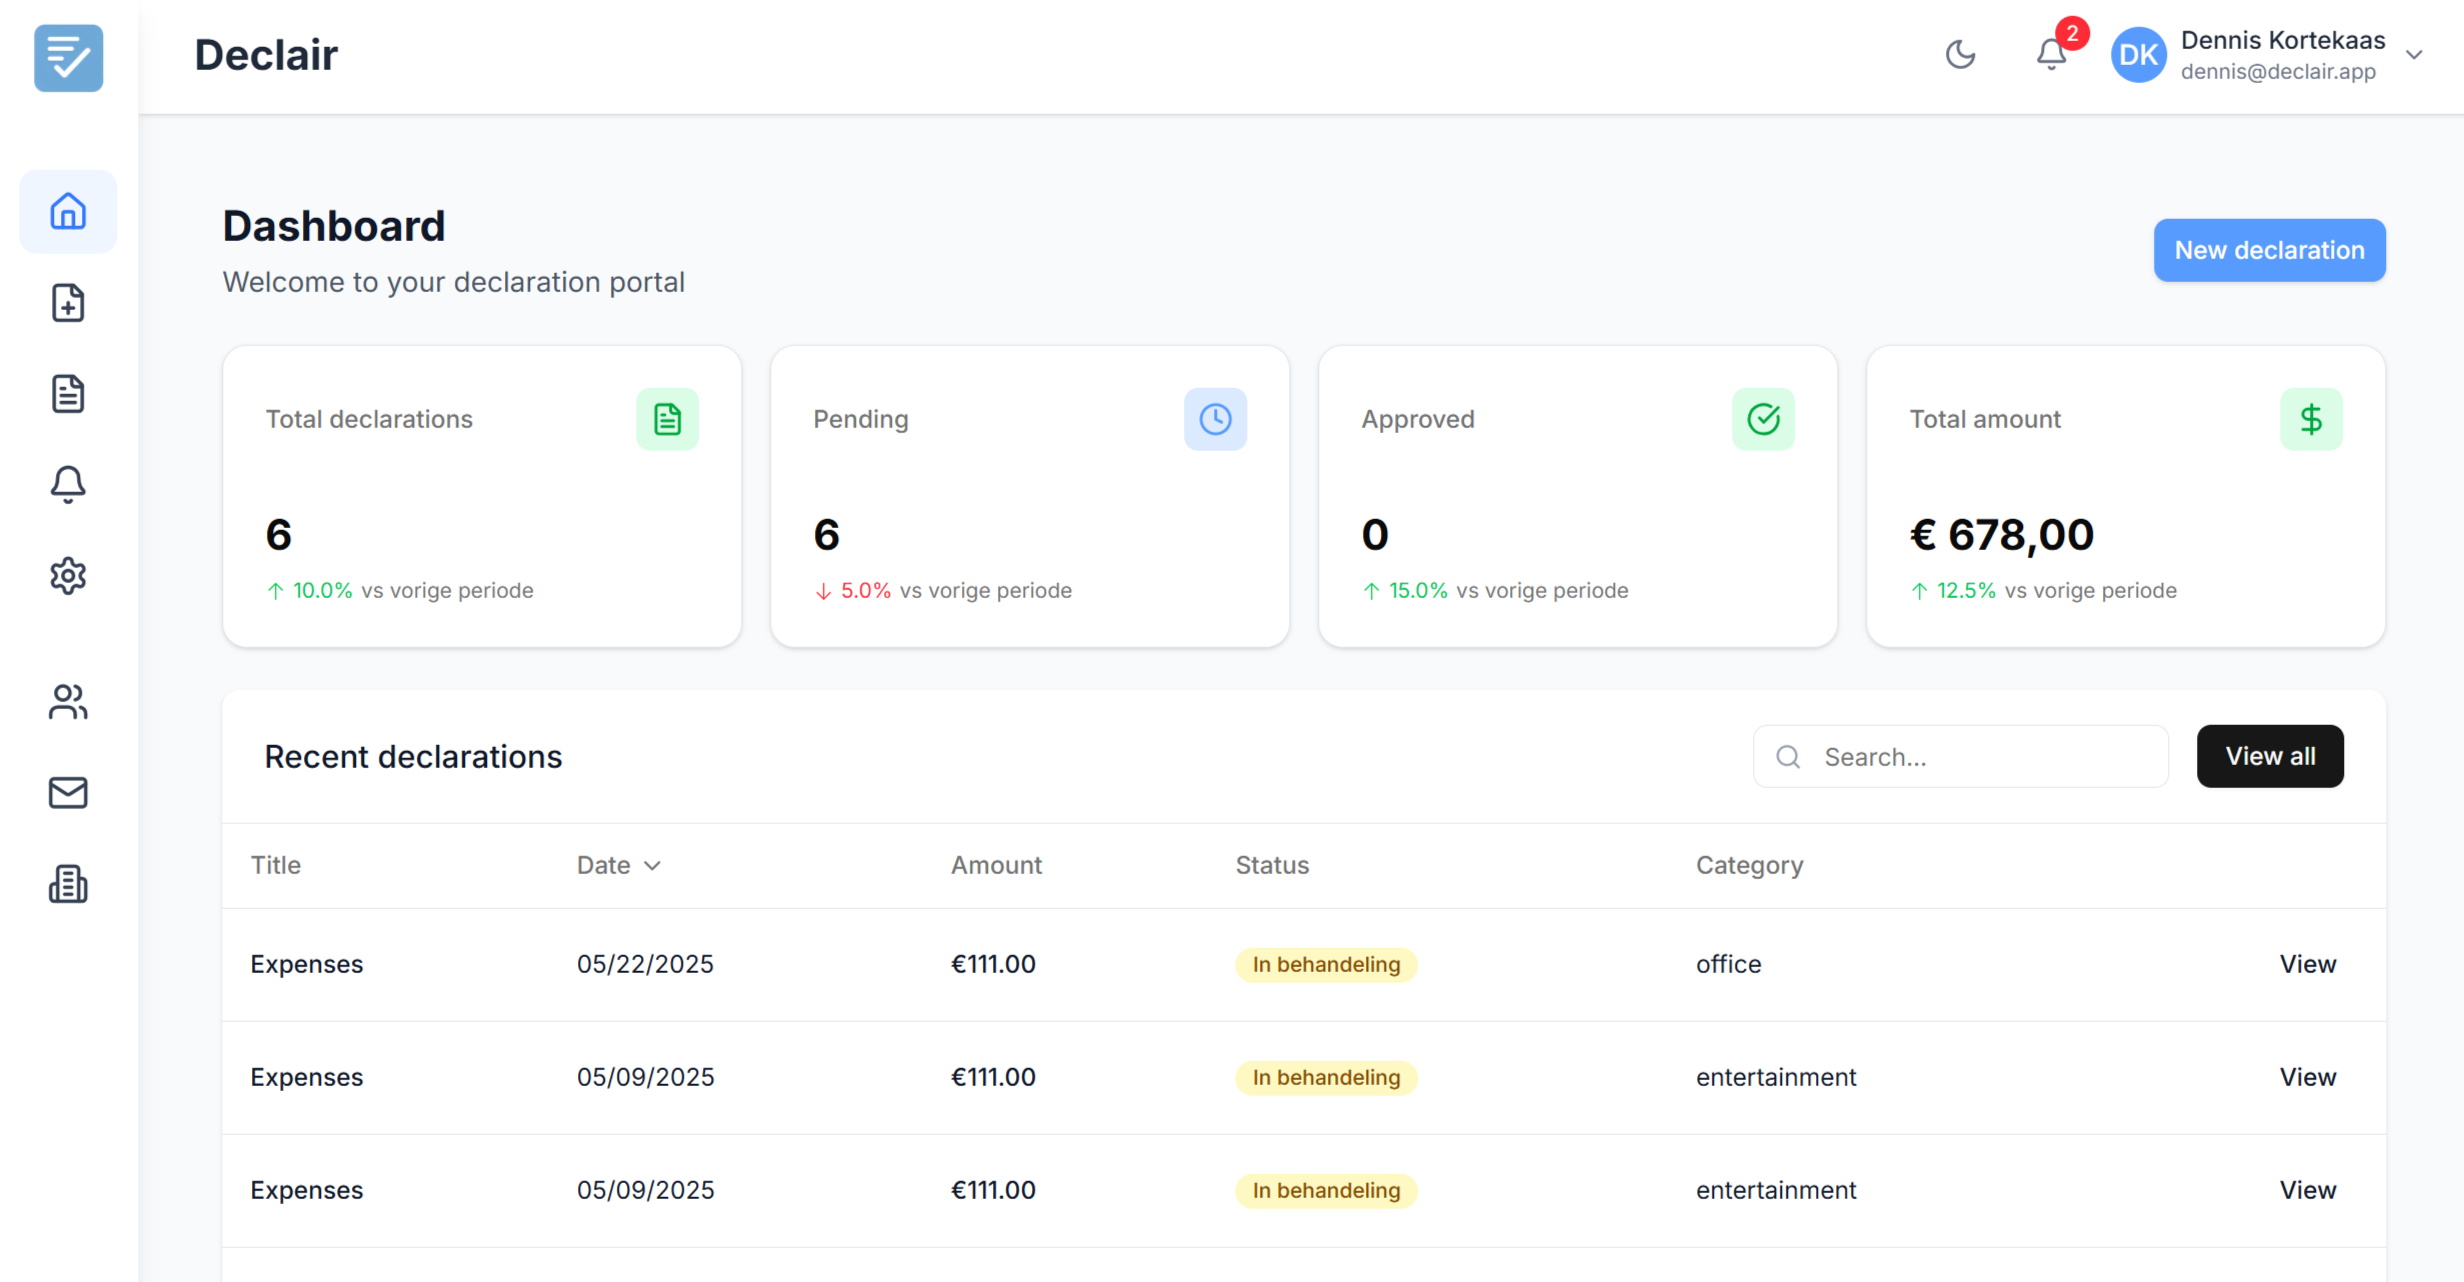 Declair
2
DK
Dennis Kortekaas
dennis@declair.app
Dashboard
Welcome to your declaration portal
New declaration
Total declarations
6
↑ 10.0% vs vorige periode
Pending
6
↓ 5.0% vs vorige periode
Approved
0
↑ 15.0% vs vorige periode
Total amount
$
€ 678,00
↑ 12.5% vs vorige periode
Recent declarations
Search...
View all
Title Date Amount Status Category
Expenses 05/22/2025 €111.00 In behandeling office View
Expenses 05/09/2025 €111.00 In behandeling entertainment View
Expenses 05/09/2025 €111.00 In behandeling entertainment View